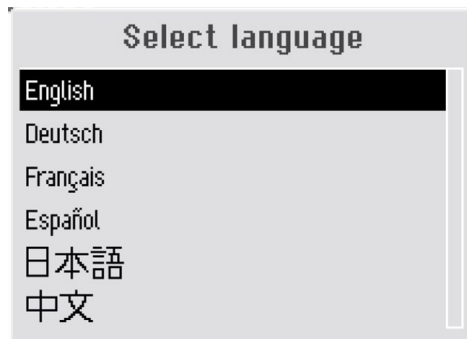 Select language
English
Deutsch
Français
Español
日本語
中文